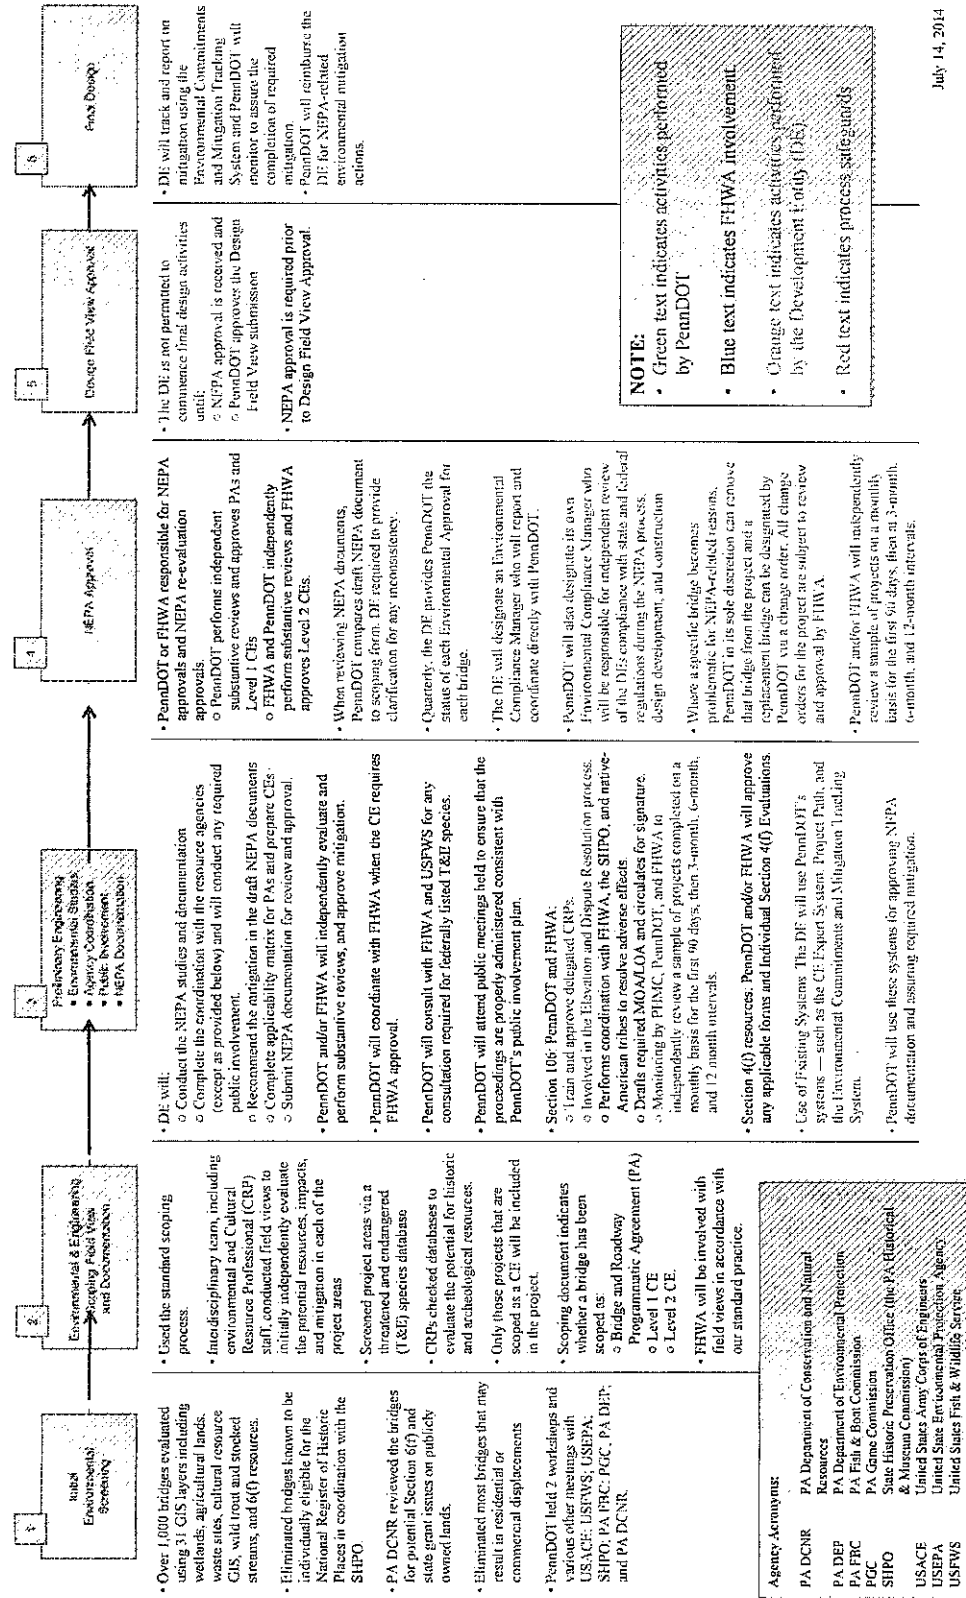 1
Initial
Environmental
Screening
• Over 1,000 bridges evaluated
using 31 GIS layers including
wetlands, agricultural lands,
waste sites, cultural resource
GIS, wild trout and stocked
streams, and 6(f) resources.
• Eliminated bridges known to be
individually eligible for the
National Register of Historic
Places in coordination with the
SHPO.
• PA DCNR reviewed the bridges
for potential Section 6(f) and
state grant issues on publicly
owned lands.
• Eliminated most bridges that may
result in residential or
commercial displacements
• PennDOT held 2 workshops and
various other meetings with
USACE; USFWS; USEPA;
SHPO; PA FBC; PGC, PA DEP;
and PA DCNR.
2
Environmental & Engineering
Scoping Field View
and Documentation
• Used the standard scoping
process.
• Interdisciplinary team, including
environmental and Cultural
Resource Professional (CRP)
staff, conducted field views to
initially independently evaluate
the potential resources, impacts,
and mitigation in each of the
project areas
• Screened project areas via a
threatened and endangered
(T&E) species database
• CRPs checked databases to
evaluate the potential for historic
and archeological resources.
• Only those projects that are
scoped as a CE will be included
in the project.
• Scoping document indicates
whether a bridge has been
scoped as:
o Bridge and Roadway
Programmatic Agreement (PA)
o Level 1 CE
o Level 2 CE.
• FHWA will be involved with
field views in accordance with
our standard practice.
3
Preliminary Engineering
• Environmental Studies
• Agency Coordination
• Public Involvement
• NEPA Documentation
• DE will:
o Conduct the NEPA studies and documentation
o Complete the coordination with the resource agencies
(except as provided below) and will conduct any required
public involvement.
o Recommend the mitigation in the draft NEPA documents
o Complete applicability matrix for PAs and prepare CEs
o Submit NEPA documentation for review and approval.
• PennDOT and/or FHWA will independently evaluate and
perform substantive reviews, and approve mitigation.
• PennDOT will coordinate with FHWA when the CE requires
FHWA approval.
• PennDOT will consult with FHWA and USFWS for any
consultation required for federally listed T&E species.
• PennDOT will attend public meetings held to ensure that the
proceedings are properly administered consistent with
PennDOT's public involvement plan.
• Section 106: PennDOT and FHWA:
o Train and approve delegated CRPs.
o Involved in the Elevation and Dispute Resolution process.
o Performs coordination with FHWA, the SHPO, and native-
American tribes to resolve adverse effects.
o Drafts required MOA/LOA and circulates for signature.
o Monitoring by PHMC, PennDOT, and FHWA to
independently review a sample of projects completed on a
monthly basis for the first 90 days, then 3-month, 6-month,
and 12 month intervals.
• Section 4(f) resources: PennDOT and/or FHWA will approve
any applicable forms and Individual Section 4(f) Evaluations.
• Use of Existing Systems: The DE will use PennDOT's
systems — such as the CE Expert System, Project Path, and
the Environmental Commitments and Mitigation Tracking
System.
• PennDOT will use these systems for approving NEPA
documentation and assuring required mitigation.
4
NEPA Approval
• PennDOT or FHWA responsible for NEPA
approvals and NEPA re-evaluation
approvals.
o PennDOT performs independent
substantive reviews and approves PAs and
Level 1 CEs
o FHWA and PennDOT independently
perform substantive reviews and FHWA
approves Level 2 CEs.
• When reviewing NEPA documents,
PennDOT compares draft NEPA document
to scoping form; DE required to provide
clarification for any inconsistency.
• Quarterly, the DE provides PennDOT the
status of each Environmental Approval for
each bridge.
• The DE will designate an Environmental
Compliance Manager who will report and
coordinate directly with PennDOT.
• PennDOT will also designate its own
Environmental Compliance Manager who
will be responsible for independent review
of the DEs compliance with state and federal
regulations during the NEPA process,
design development, and construction
• Where a specific bridge becomes
problematic for NEPA-related reasons,
PennDOT in its sole discretion can remove
that bridge from the project and a
replacement bridge can be designated by
PennDOT via a change order. All change
orders for the project are subject to review
and approval by FHWA.
• PennDOT and/or FHWA will independently
review a sample of projects on a monthly
basis for the first 90 days, then at 3-month,
6-month, and 12-month intervals.
5
Design Field View Approval
• The DE is not permitted to
commence final design activities
until:
o NEPA approval is received and
o PennDOT approves the Design
Field View submission
• NEPA approval is required prior
to Design Field View Approval.
6
Final Design
• DE will track and report on
mitigation using the
Environmental Commitments
and Mitigation Tracking
System and PennDOT will
monitor to assure the
completion of required
mitigation.
• PennDOT will reimburse the
DE for NEPA-related
environmental mitigation
actions.
Agency Acronyms:
PA DCNR PA Department of Conservation and Natural
Resources
PA DEP PA Department of Environmental Protection
PA FBC PA Fish & Boat Commission
PGC PA Game Commission
SHPO State Historic Preservation Office (the PA Historical
& Museum Commission)
USACE United States Army Corps of Engineers
USEPA United State Environmental Protection Agency
USFWS United States Fish & Wildlife Service
NOTE:
• Green text indicates activities performed
by PennDOT
• Blue text indicates FHWA involvement.
• Orange text indicates activities performed
by the Development Entity (DE).
• Red text indicates process safeguards
July 14, 2014